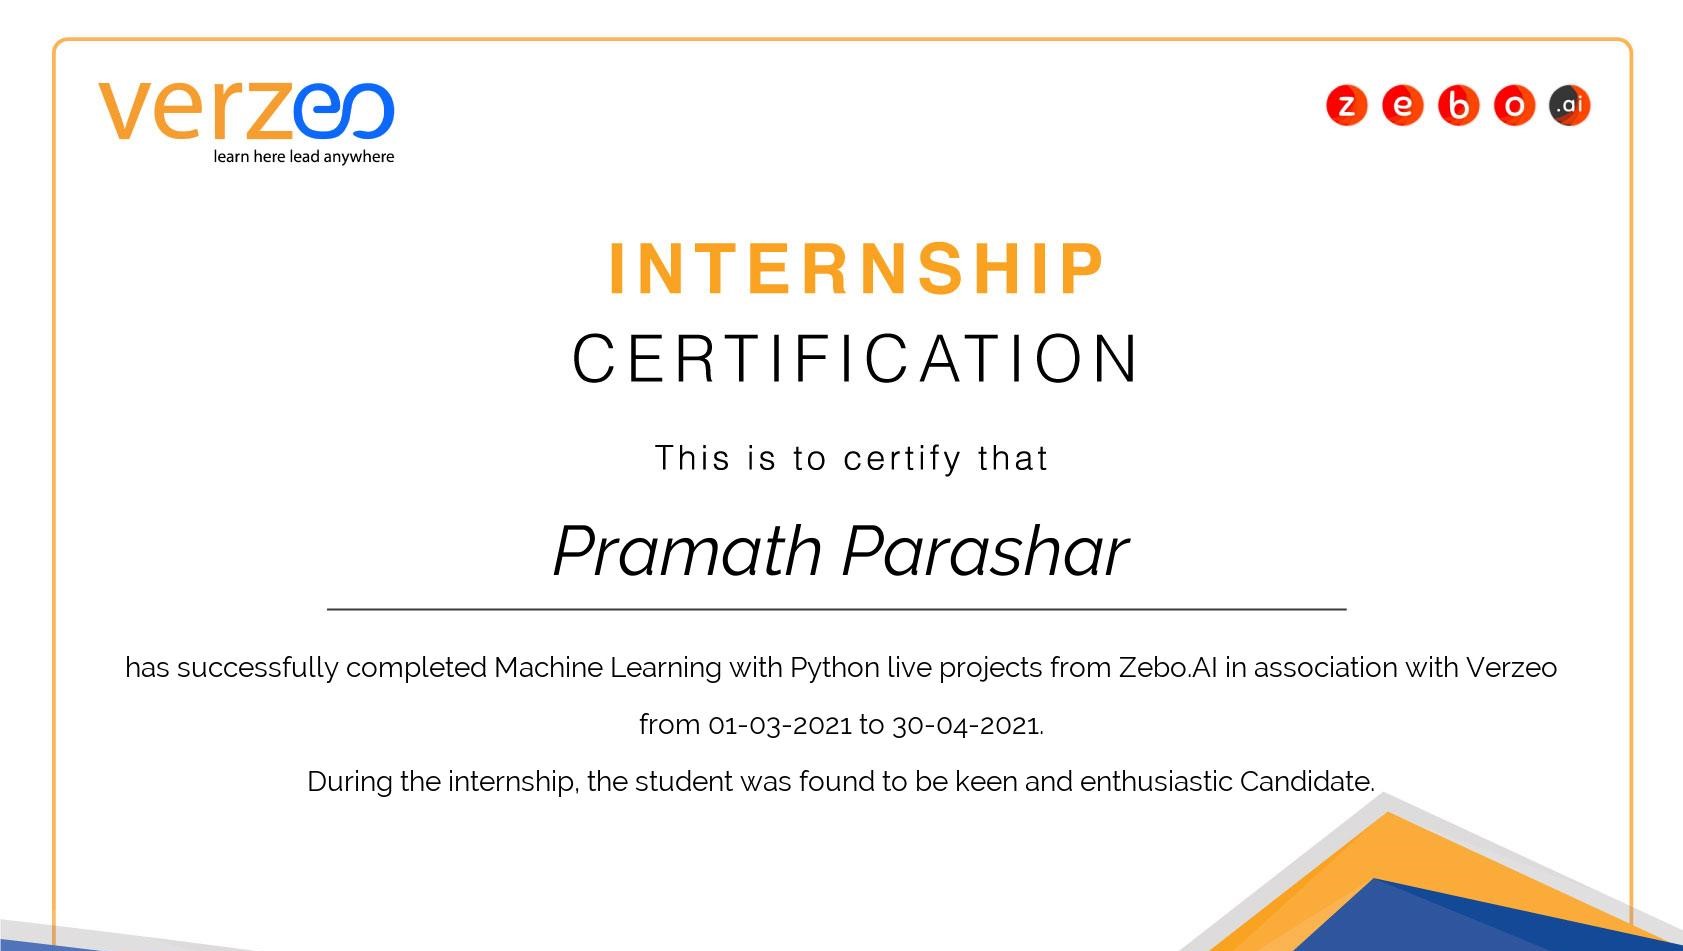 verzeo
learn here lead anywhere
zebo.ai
INTERNSHIP
CERTIFICATION
This is to certify that
Pramath Parashar
has successfully completed Machine Learning with Python live projects from Zebo.AI in association with Verzeo
from 01-03-2021 to 30-04-2021.
During the internship, the student was found to be keen and enthusiastic Candidate.